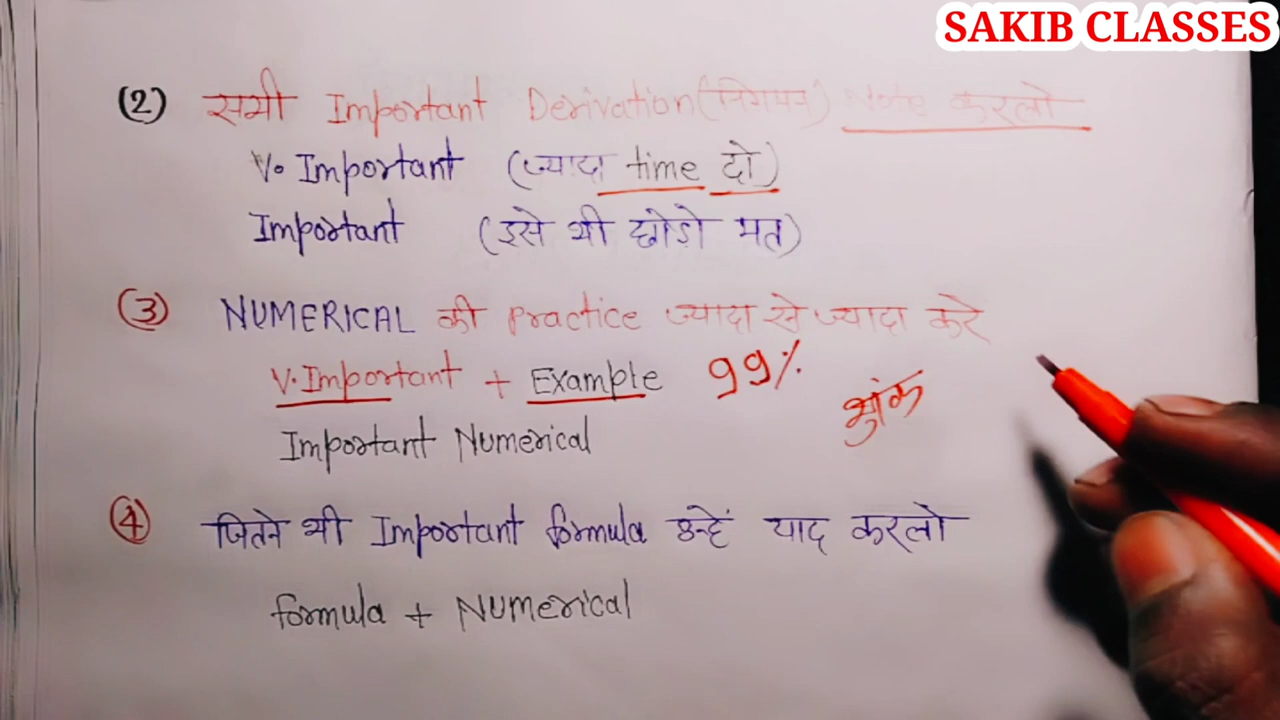 SAKIB CLASSES
(2) सभी Important Derivation (निगमन) Note करलो
V. Important (ज्यादा time दो)
Important (इसे भी छोडो मत)
(3) NUMERICAL की Practice ज्यादा से ज्यादा करे
V. Important + Example 99%
Important Numerical
(4) जितने भी Important formula उन्हें याद करलो
formula + Numerical